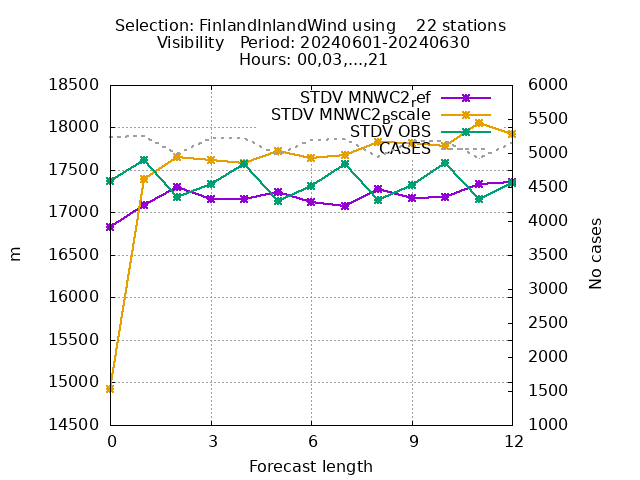 Selection: FinlandInlandWind using    22 stations
Visibility   Period: 20240601-20240630
Hours: 00,03,...,21
STDV MNWC2_ref
STDV MNWC2_Bscale
STDV OBS
CASES
18500
18000
17500
17000
16500
16000
15500
15000
14500
6000
5500
5000
4500
4000
3500
3000
2500
2000
1500
1000
m
No cases
0 3 6 9 12
Forecast length